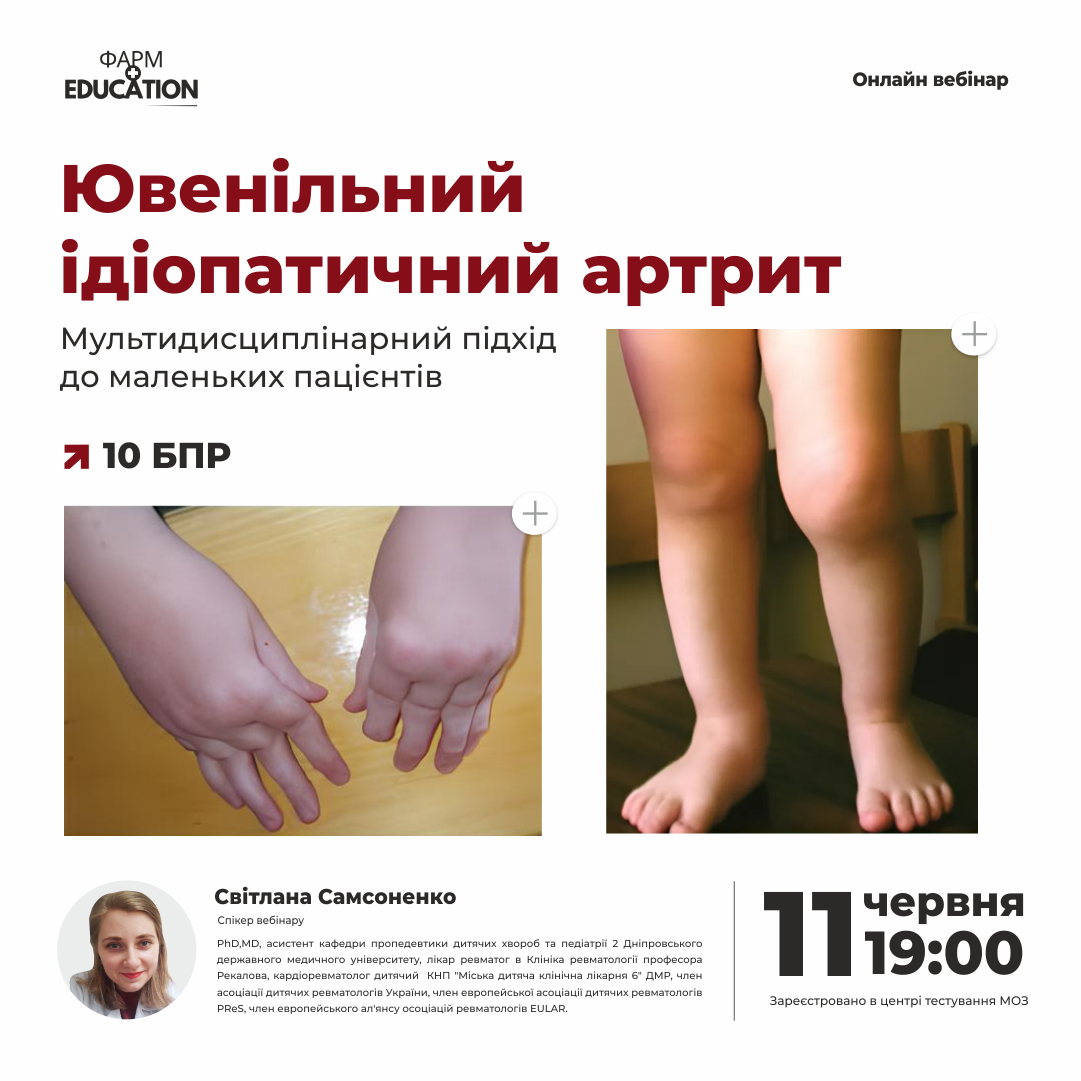 ФАРМ
EDUCATION
Онлайн вебінар
Ювенільний
ідіопатичний артрит
Мультидисциплінарний підхід
до маленьких пацієнтів
10 БПР
Світлана Самсоненко
Спікер вебінару
PhD,MD, асистент кафедри пропедевтики дитячих хвороб та педіатрії 2 Дніпровського
державного медичного університету, лікар ревматог в Клініка ревматології професора
Рекалова, кардіоревматолог дитячий КНП "Міська дитяча клінічна лікарня 6" ДМР, член
асоціації дитячих ревматологів України, член европейської асоціації дитячих ревматологів
PReS, член европейського ал'янсу осоціацій ревматологів EULAR.
11 червня
19:00
Зареєстровано в центрі тестування МОЗ